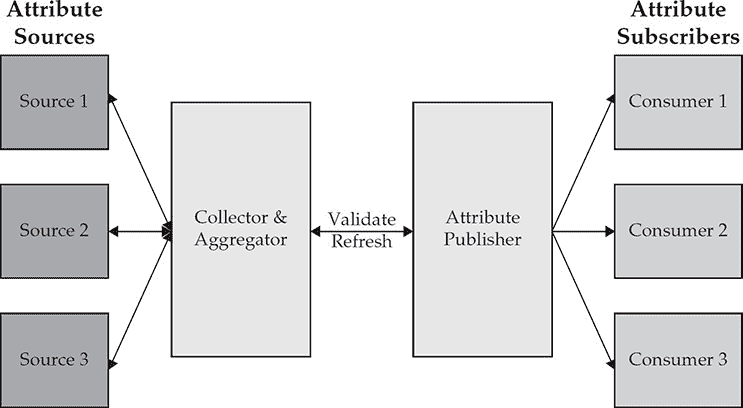 Attribute
Sources
Attribute
Subscribers
Source 1
Consumer 1
Collector &
Aggregator
Validate
Refresh
Attribute
Publisher
Source 2
Consumer 2
Source 3
Consumer 3